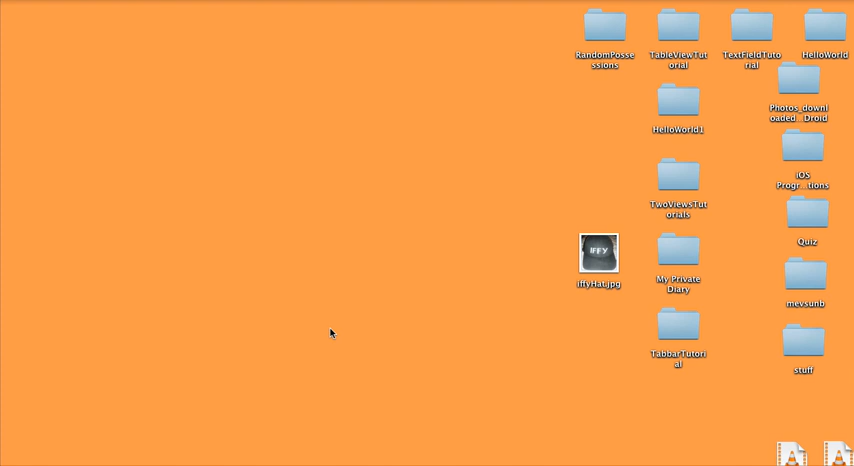 RandomPosse
ssions
TableViewTut
orial
TextFieldTuto
rial
HelloWorld
Photos_downl
oaded...Droid
HelloWorld1
iOS
Progr...tions
TwoViewsTut
orials
Quiz
IFFY
iffyHat.jpg
My Private
Diary
mevsunb
TabbarTutori
al
stuff